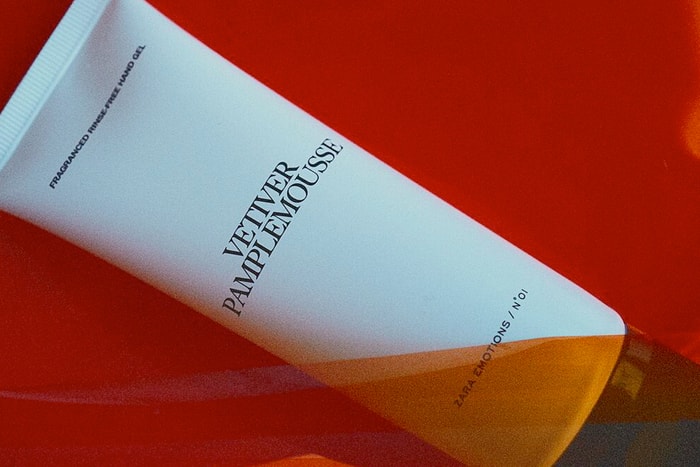 FRAGRANCED RINSE-FREE HAND GEL
VETIVER
PAMPLEMOUSSE
ZARA EMOTIONS / N°01